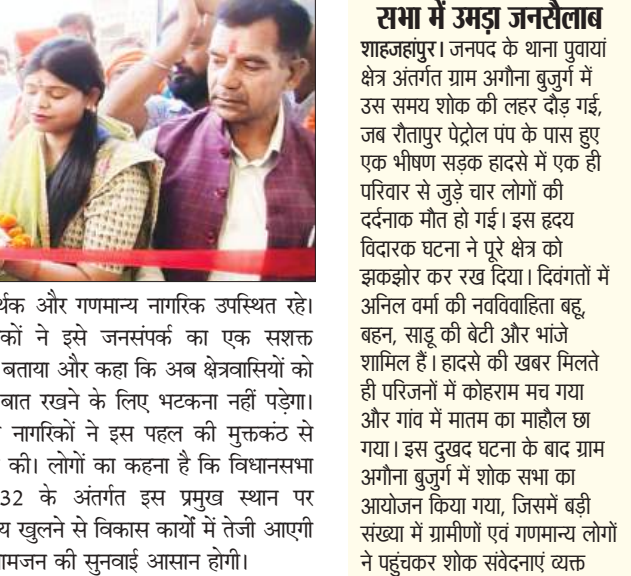 र्थक और गणमान्य नागरिक उपस्थित रहे।
कों ने इसे जनसंपर्क का एक सशक्त
बताया और कहा कि अब क्षेत्रवासियों को
बात रखने के लिए भटकना नहीं पड़ेगा।
नागरिकों ने इस पहल की मुक्तकंठ से
की। लोगों का कहना है कि विधानसभा
32 के अंतर्गत इस प्रमुख स्थान पर
य खुलने से विकास कार्यों में तेजी आएगी
ामजन की सुनवाई आसान होगी।
सभा में उमड़ा जनसैलाब
शाहजहांपुर। जनपद के थाना पुवायां
क्षेत्र अंतर्गत ग्राम अगौना बुजुर्ग में
उस समय शोक की लहर दौड़ गई,
जब रौतापुर पेट्रोल पंप के पास हुए
एक भीषण सड़क हादसे में एक ही
परिवार से जुड़े चार लोगों की
दर्दनाक मौत हो गई। इस हृदय
विदारक घटना ने पूरे क्षेत्र को
झकझोर कर रख दिया। दिवंगतों में
अनिल वर्मा की नवविवाहिता बहू,
बहन, साडू की बेटी और भांजे
शामिल हैं। हादसे की खबर मिलते
ही परिजनों में कोहराम मच गया
और गांव में मातम का माहौल छा
गया। इस दुखद घटना के बाद ग्राम
अगौना बुजुर्ग में शोक सभा का
आयोजन किया गया, जिसमें बड़ी
संख्या में ग्रामीणों एवं गणमान्य लोगों
ने पहुंचकर शोक संवेदनाएं व्यक्त